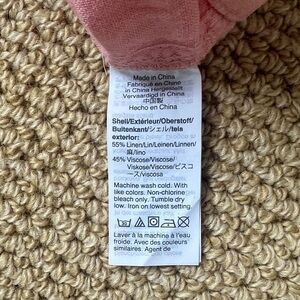 Made in China
Fabriqué en Chine
In China Hergestellt
Vervaardigd in China
中国製
Hecho en China
Shell/Extérieur/Oberstoff/
Buitenkant/シェル/tela
exterior:
55% Linen/Lin/Leinen/Linnen/
麻/lino
45% Viscose/Viscose/
Viskose/Viscose/ビスコ
ース/viscosa
Machine wash cold. With
like colors. Non-chlorine
bleach only. Tumble dry
low. Iron on lowest setting.
Laver à la machine à l'eau
froide. Avec des couleurs
similaires. Agent de